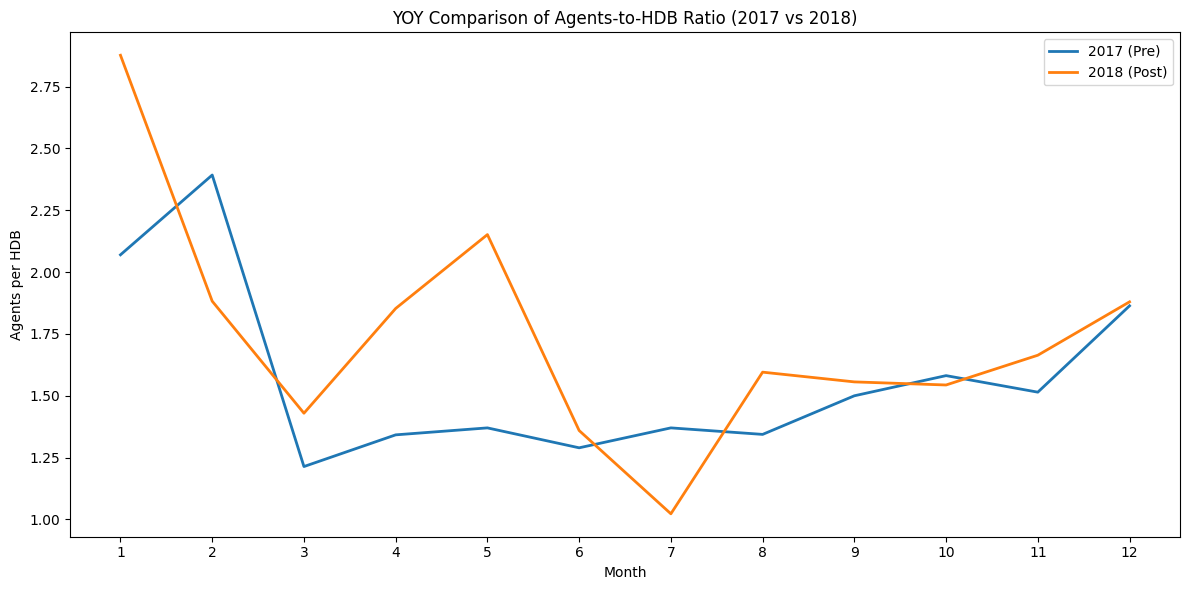 YOY Comparison of Agents-to-HDB Ratio (2017 vs 2018)
2017 (Pre)
2018 (Post)
Agents per HDB
2.75
2.50
2.25
2.00
1.75
1.50
1.25
1.00
1 2 3 4 5 6 7 8 9 10 11 12
Month